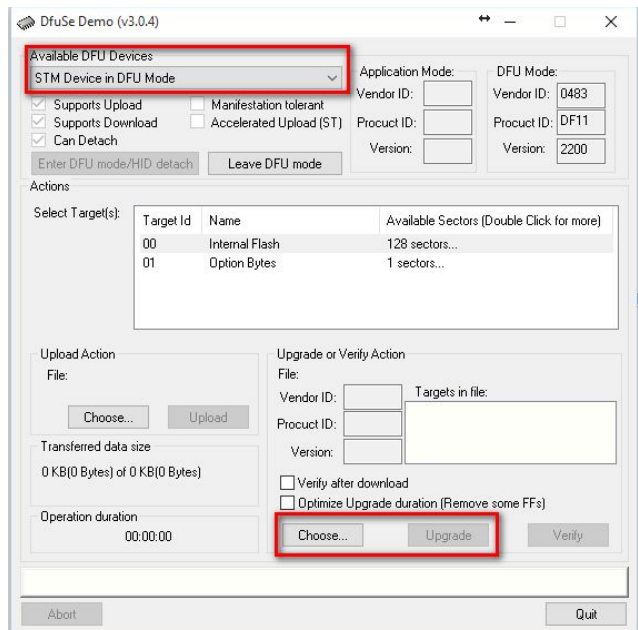 DfuSe Demo (v3.0.4)
Available DFU Devices
STM Device in DFU Mode
Supports Upload
Manifestation tolerant
Supports Download
Accelerated Upload (ST)
Can Detach
Enter DFU mode/HID detach
Leave DFU mode
Application Mode:
Vendor ID:
Procuct ID:
Version:
DFU Mode:
Vendor ID: 0483
Procuct ID: DF11
Version: 2200
Actions
Select Target(s):
Target Id Name Available Sectors (Double Click for more)
00 Internal Flash 128 sectors...
01 Option Bytes 1 sectors...
Upload Action
File:
Choose... Upload
Transferred data size
0 KB(0 Bytes) of 0 KB(0 Bytes)
Operation duration
00:00:00
Upgrade or Verify Action
File:
Vendor ID:
Targets in file:
Procuct ID:
Version:
Verify after download
Optimize Upgrade duration (Remove some FFs)
Choose... Upgrade Verify
Abort Quit